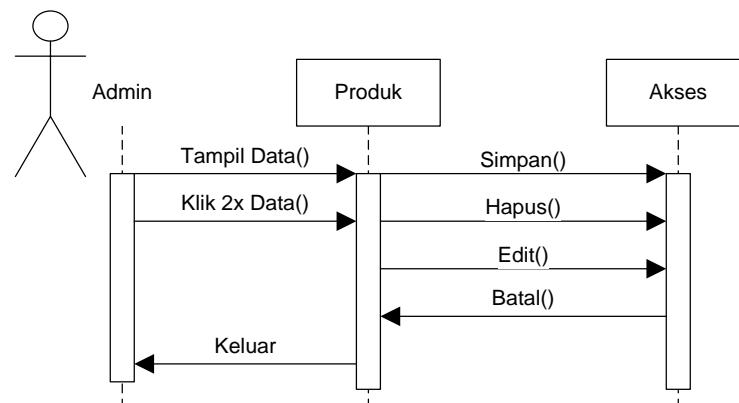 Admin
Produk
Akses
Tampil Data()
Simpan()
Klik 2x Data()
Hapus()
Edit()
Batal()
Keluar